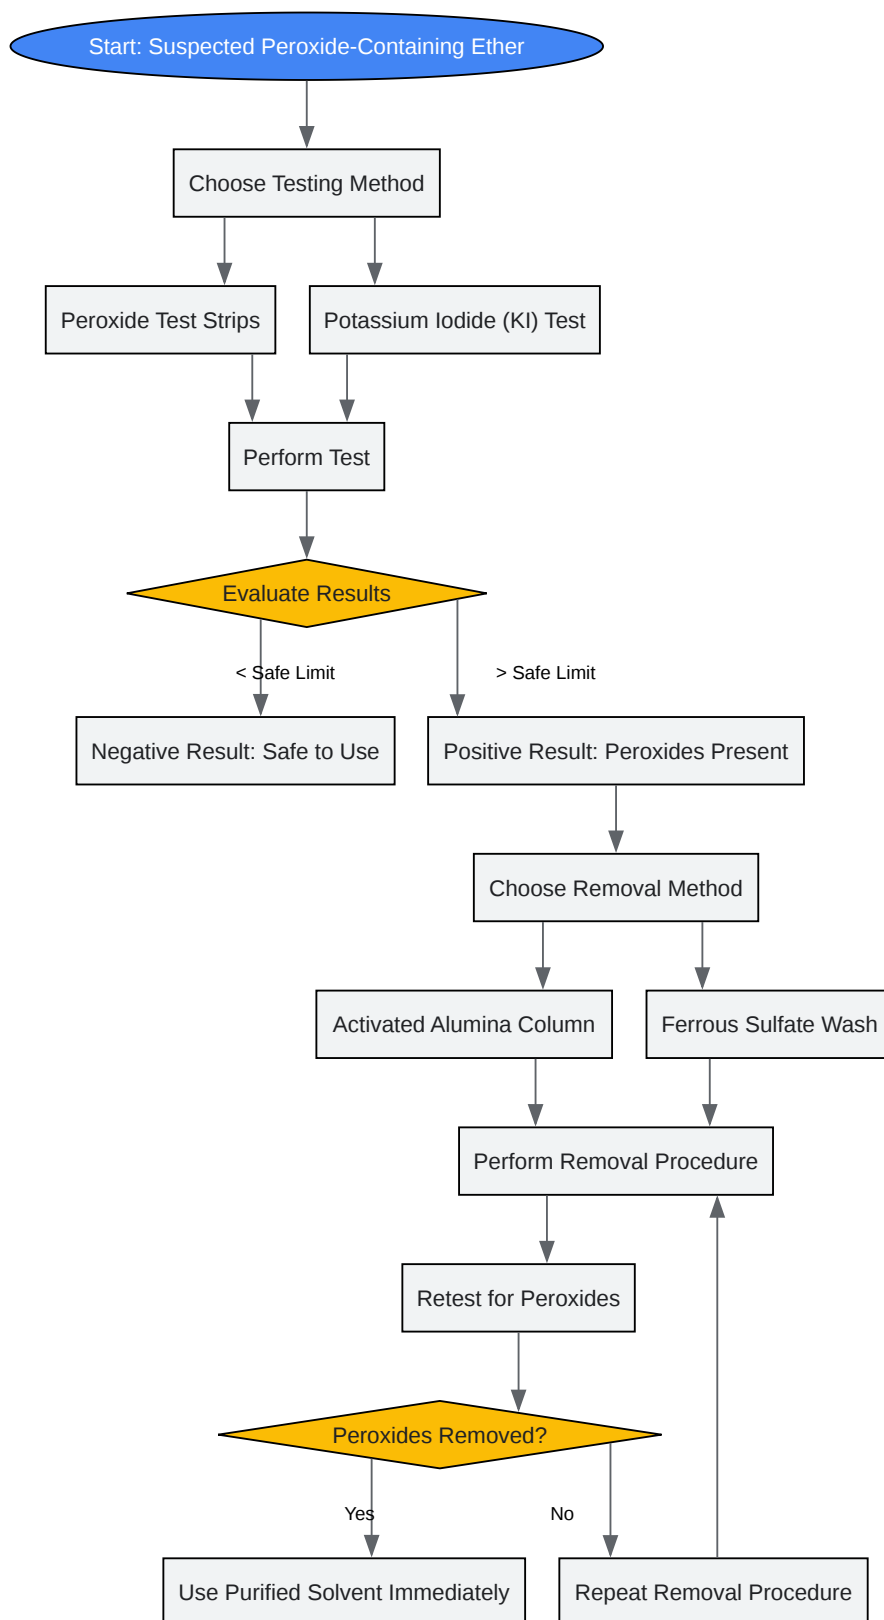 Start: Suspected Peroxide-Containing Ether
Choose Testing Method
Peroxide Test Strips
Potassium Iodide (KI) Test
Perform Test
Evaluate Results
< Safe Limit
> Safe Limit
Negative Result: Safe to Use
Positive Result: Peroxides Present
Choose Removal Method
Activated Alumina Column
Ferrous Sulfate Wash
Perform Removal Procedure
Retest for Peroxides
Peroxides Removed?
Yes
No
Use Purified Solvent Immediately
Repeat Removal Procedure